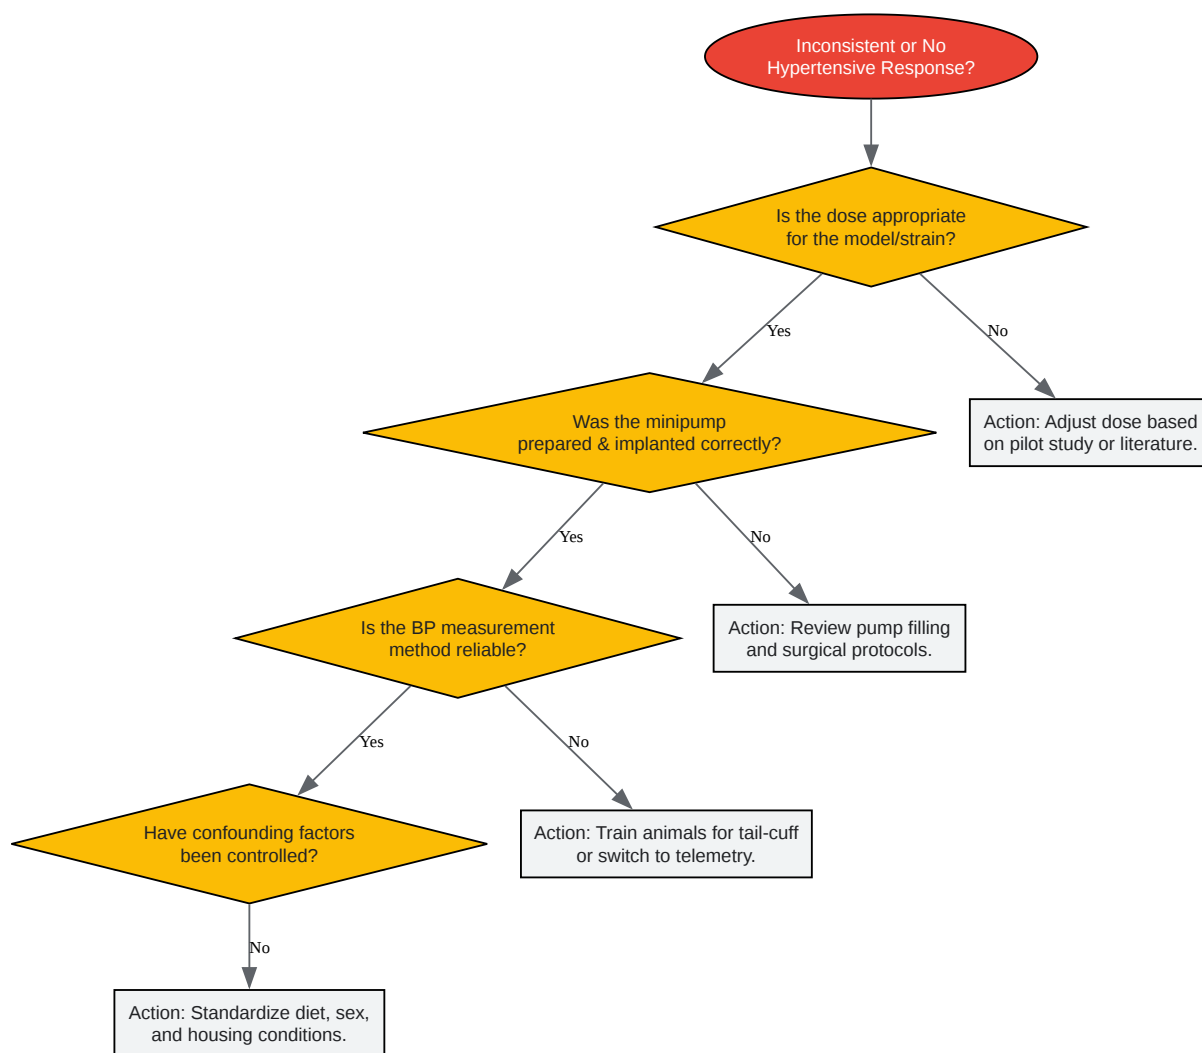 Inconsistent or No
Hypertensive Response?
Is the dose appropriate
for the model/strain?
Yes
No
Was the minipump
prepared & implanted correctly?
Action: Adjust dose based
on pilot study or literature.
Yes
No
Is the BP measurement
method reliable?
Action: Review pump filling
and surgical protocols.
Yes
No
Have confounding factors
been controlled?
Action: Train animals for tail-cuff
or switch to telemetry.
No
Action: Standardize diet, sex,
and housing conditions.